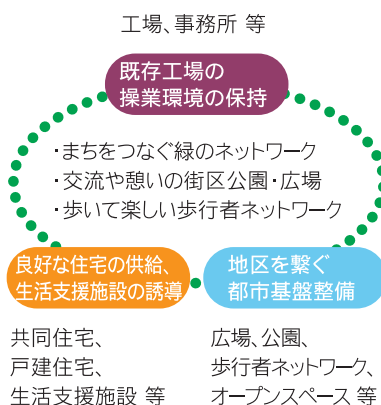 工場、事務所 等
既存工場の
操業環境の保持
・まちをつなぐ緑のネットワーク
・交流や憩いの街区公園・広場
・歩いて楽しい歩行者ネットワーク
良好な住宅の供給、
生活支援施設の誘導
地区を繋ぐ
都市基盤整備
共同住宅、
戸建住宅、
生活支援施設 等
広場、公園、
歩行者ネットワーク、
オープンスペース 等